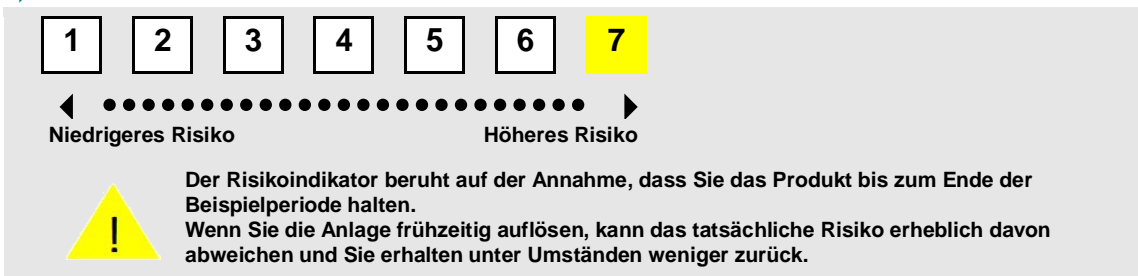 1 2 3 4 5 6 7
Niedrigeres Risiko Höheres Risiko
Der Risikoindikator beruht auf der Annahme, dass Sie das Produkt bis zum Ende der
Beispielperiode halten.
Wenn Sie die Anlage frühzeitig auflösen, kann das tatsächliche Risiko erheblich davon
abweichen und Sie erhalten unter Umständen weniger zurück.
!